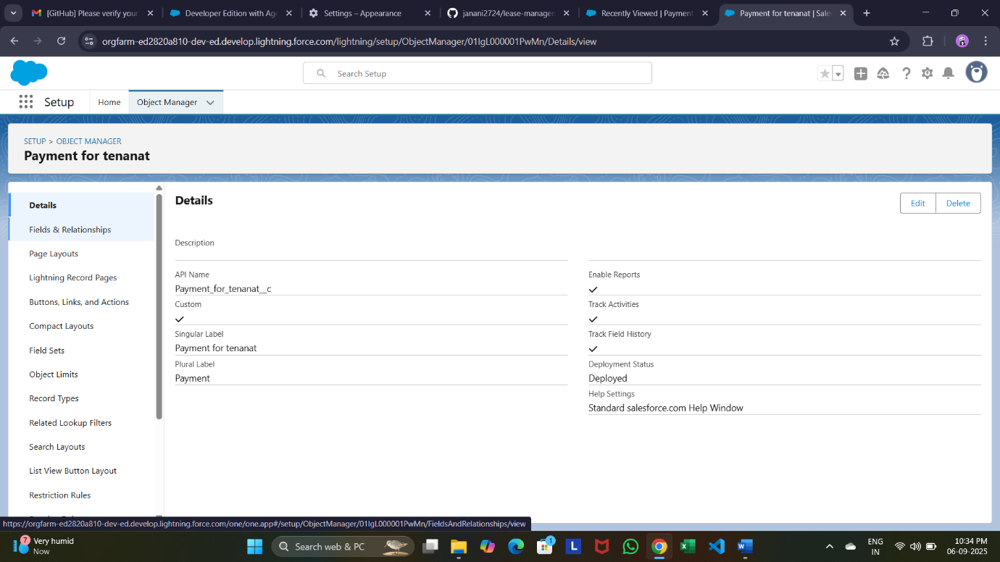 [GitHub] Please verify your
Developer Edition with Age
Settings – Appearance
janani2724/lease-manager
Recently Viewed | Payment
Payment for tenanat | Sale
orgfarm-ed2820a810-dev-ed.develop.lightning.force.com/lightning/setup/ObjectManager/01IgL000001PwMn/Details/view
Search Setup
Setup
Home
Object Manager
SETUP > OBJECT MANAGER
Payment for tenanat
Details
Fields & Relationships
Page Layouts
Lightning Record Pages
Buttons, Links, and Actions
Compact Layouts
Field Sets
Object Limits
Record Types
Related Lookup Filters
Search Layouts
List View Button Layout
Restriction Rules
Details
Edit
Delete
Description
API Name
Payment_for_tenanat__c
Custom
Singular Label
Payment for tenanat
Plural Label
Payment
Enable Reports
Track Activities
Track Field History
Deployment Status
Deployed
Help Settings
Standard salesforce.com Help Window
https://orgfarm-ed2820a810-dev-ed.develop.lightning.force.com/one/one.app#/setup/ObjectManager/01IgL000001PwMn/FieldsAndRelationships/view
7
Very humid
Now
Search web & PC
1
L
ENG
IN
10:34 PM
06-09-2025